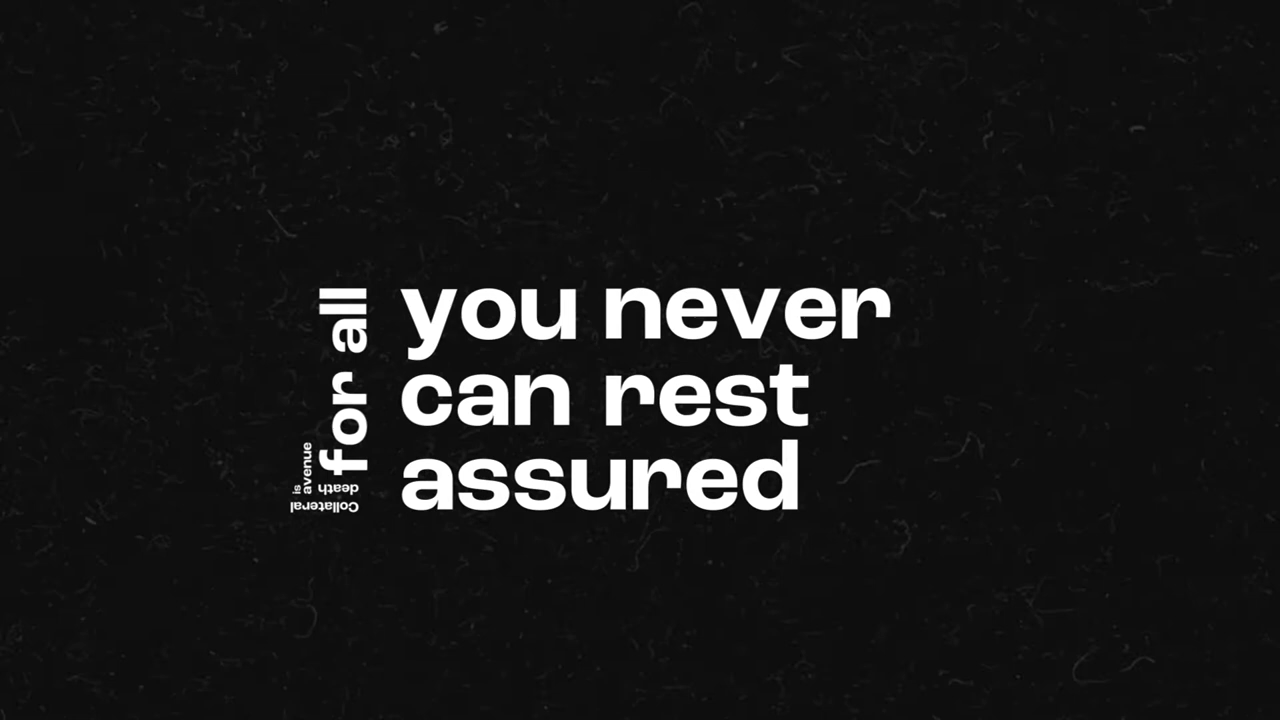 Collateral
is
avenue
death
for all
you never
can rest
assured